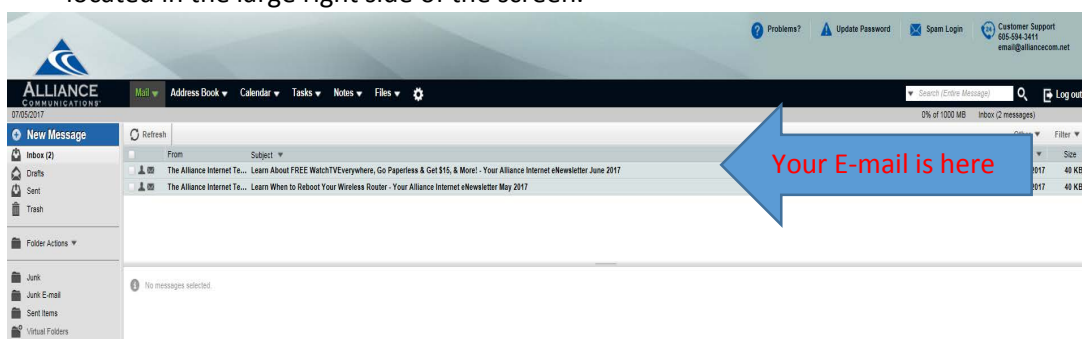 located in the large right side of the screen.
Problems? Update Password Spam Login Customer Support
605-594-3411
email@alliancecom.net
ALLIANCE
COMMUNICATIONS
Mail Address Book Calendar Tasks Notes Files Search (Entire Message) Log out
07/05/2017 0% of 1000 MB Inbox (2 messages)
New Message Refresh Filter
Inbox (2) From Subject Size
Drafts The Alliance Internet Te... Learn About FREE WatchTVEverywhere, Go Paperless & Get $15, & More! - Your Alliance Internet eNewsletter June 2017 017 40 KB
Sent The Alliance Internet Te... Learn When to Reboot Your Wireless Router - Your Alliance Internet eNewsletter May 2017 017 40 KB
Your E-mail is here
Trash
Folder Actions
Junk
No messages selected.
Junk E-mail
Sent Items
Virtual Folders